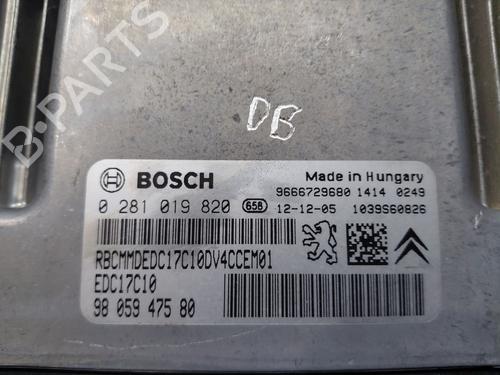 B-PARTS
DB
BOSCH
Made in Hungary
9666729680 1414 0249
0 281 019 820 658 12-12-05 1039S60826
RBCMMDEDC17C10DV4CCEM01
EDC17C10
98 059 475 80